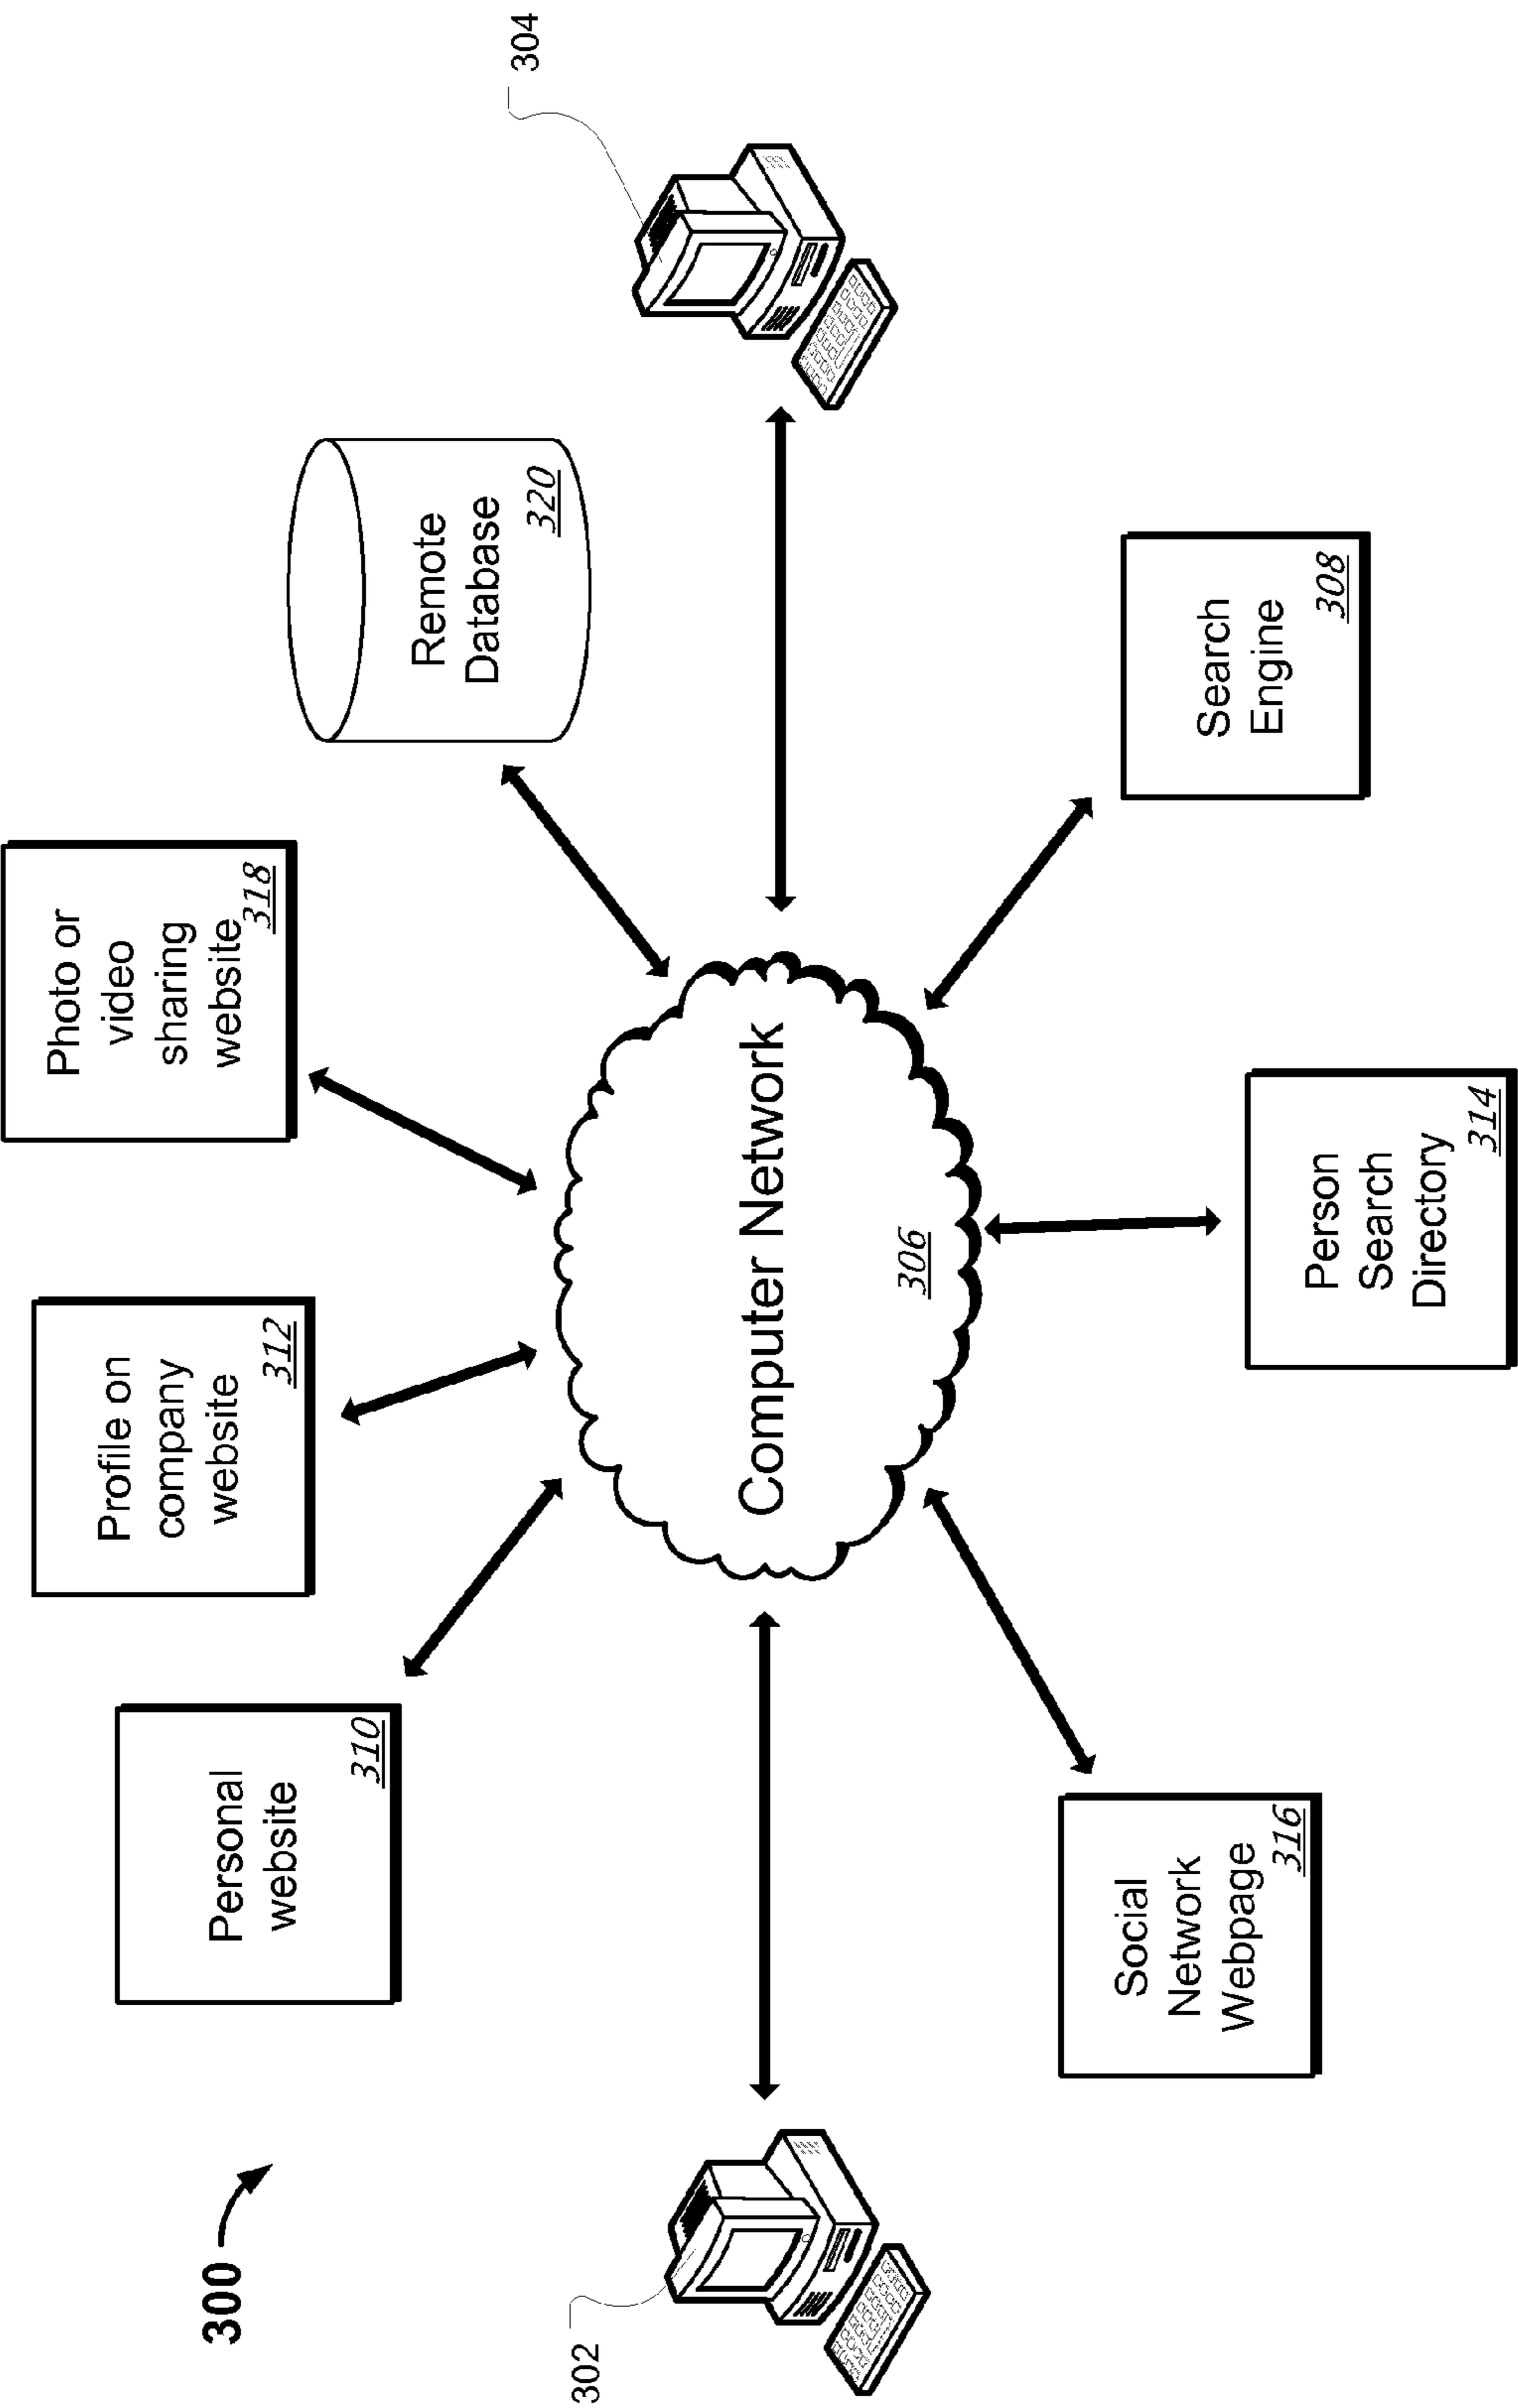 300
Personal
website
310
Profile on
company
website
312
Photo or
video
sharing
website
318
Remote
Database
320
302
304
Computer Network
306
Social
Network
Webpage
316
Person
Search
Directory
314
Search
Engine
308